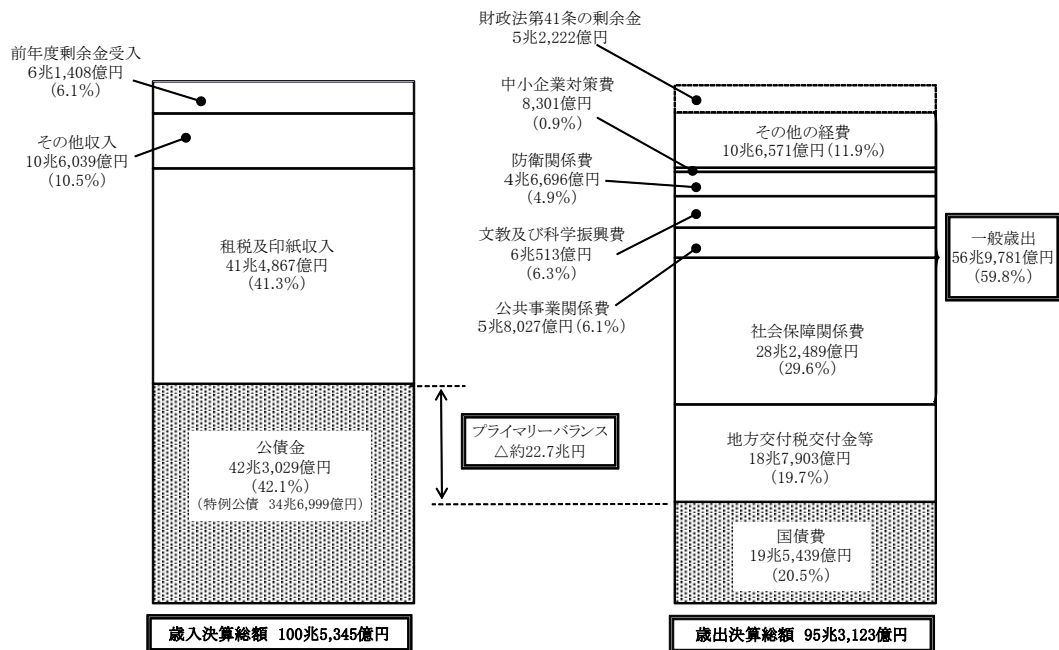 前年度剰余金受入
6兆1,408億円
(6.1%)
その他収入
10兆6,039億円
(10.5%)
租税及印紙収入
41兆4,867億円
(41.3%)
公債金
42兆3,029億円
(42.1%)
(特例公債 34兆6,999億円)
歳入決算総額 100兆5,345億円
プライマリーバランス
△約22.7兆円
財政法第41条の剰余金
5兆2,222億円
中小企業対策費
8,301億円
(0.9%)
防衛関係費
4兆6,696億円
(4.9%)
文教及び科学振興費
6兆513億円
(6.3%)
公共事業関係費
5兆8,027億円(6.1%)
その他の経費
10兆6,571億円(11.9%)
社会保障関係費
28兆2,489億円
(29.6%)
地方交付税交付金等
18兆7,903億円
(19.7%)
国債費
19兆5,439億円
(20.5%)
歳出決算総額 95兆3,123億円
一般歳出
56兆9,781億円
(59.8%)